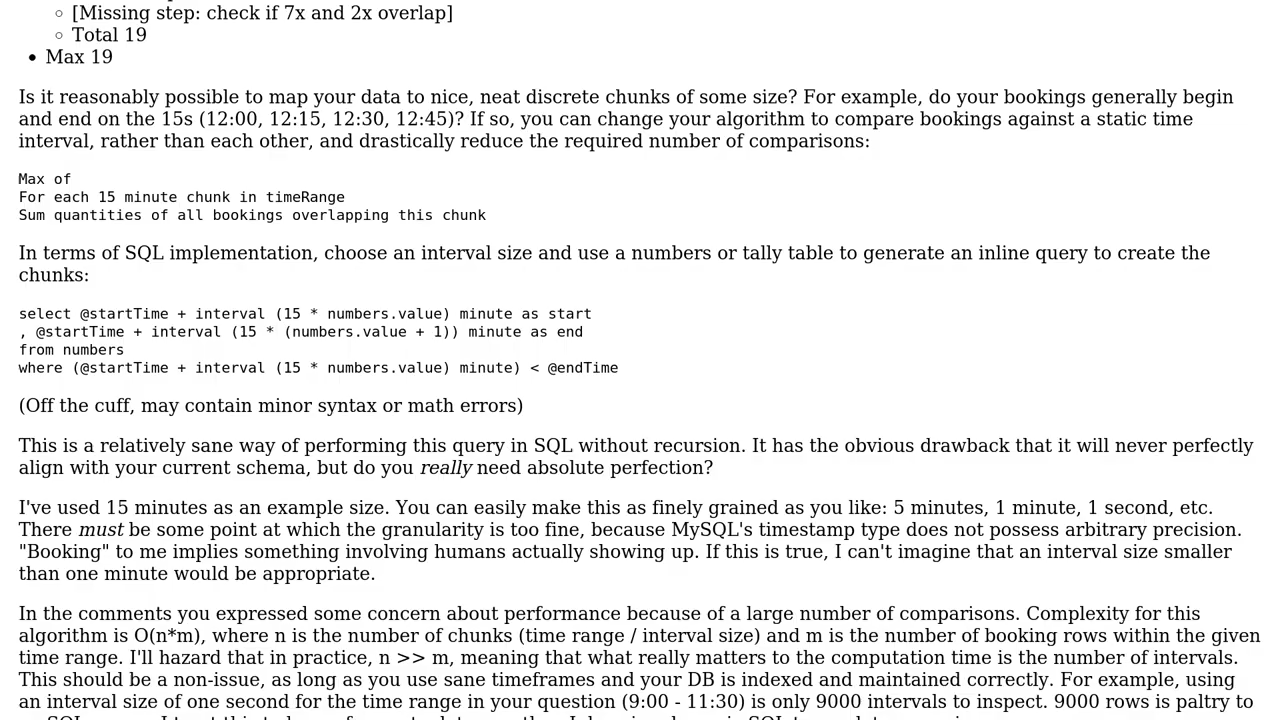 [Missing step: check if 7x and 2x overlap]
Total 19
Max 19
Is it reasonably possible to map your data to nice, neat discrete chunks of some size? For example, do your bookings generally begin
and end on the 15s (12:00, 12:15, 12:30, 12:45)? If so, you can change your algorithm to compare bookings against a static time
interval, rather than each other, and drastically reduce the required number of comparisons:
Max of
For each 15 minute chunk in timeRange
Sum quantities of all bookings overlapping this chunk
In terms of SQL implementation, choose an interval size and use a numbers or tally table to generate an inline query to create the
chunks:
select @startTime + interval (15 * numbers.value) minute as start
, @startTime + interval (15 * (numbers.value + 1)) minute as end
from numbers
where (@startTime + interval (15 * numbers.value) minute) < @endTime
(Off the cuff, may contain minor syntax or math errors)
This is a relatively sane way of performing this query in SQL without recursion. It has the obvious drawback that it will never perfectly
align with your current schema, but do you really need absolute perfection?
I've used 15 minutes as an example size. You can easily make this as finely grained as you like: 5 minutes, 1 minute, 1 second, etc.
There must be some point at which the granularity is too fine, because MySQL's timestamp type does not possess arbitrary precision.
"Booking" to me implies something involving humans actually showing up. If this is true, I can't imagine that an interval size smaller
than one minute would be appropriate.
In the comments you expressed some concern about performance because of a large number of comparisons. Complexity for this
algorithm is O(n*m), where n is the number of chunks (time range / interval size) and m is the number of booking rows within the given
time range. I'll hazard that in practice, n >> m, meaning that what really matters to the computation time is the number of intervals.
This should be a non-issue, as long as you use sane timeframes and your DB is indexed and maintained correctly. For example, using
an interval size of one second for the time range in your question (9:00 - 11:30) is only 9000 intervals to inspect. 9000 rows is paltry to